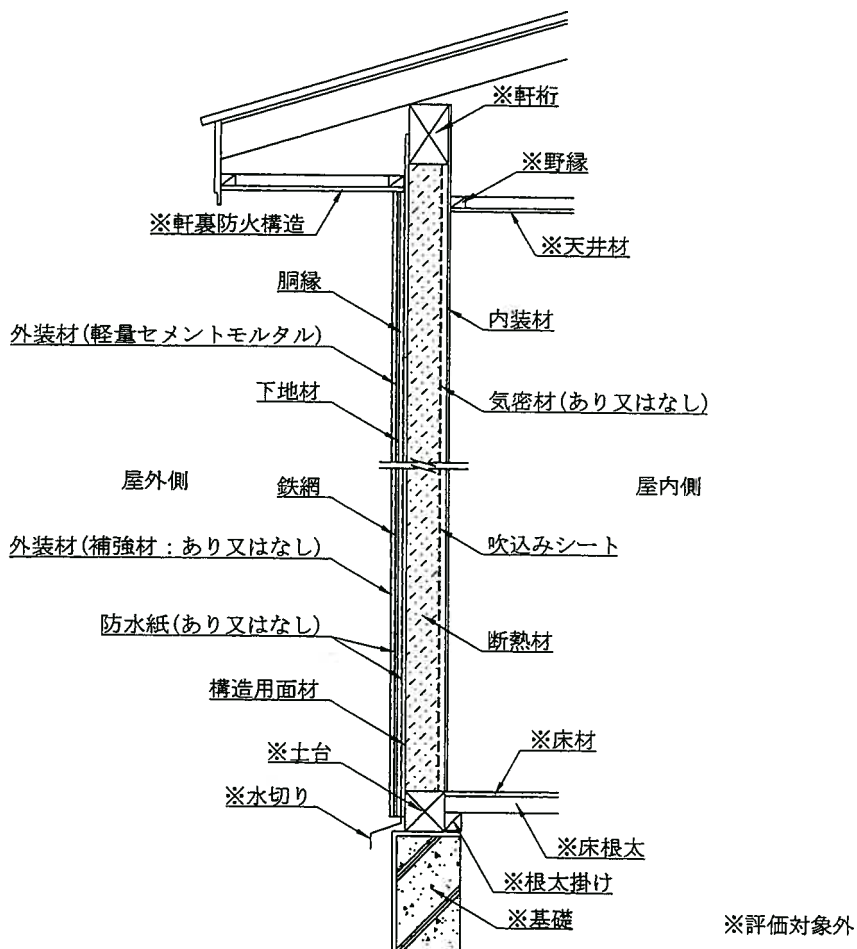 ※軒桁
※野縁
※軒裏防火構造
※天井材
胴縁
内装材
外装材(軽量セメントモルタル)
下地材
気密材(あり又はなし)
屋外側
鉄網
屋内側
外装材(補強材:あり又はなし)
吹込みシート
防水紙(あり又はなし)
断熱材
構造用面材
※土台
※床材
※水切り
※床根太
※根太掛け
※基礎
※評価対象外